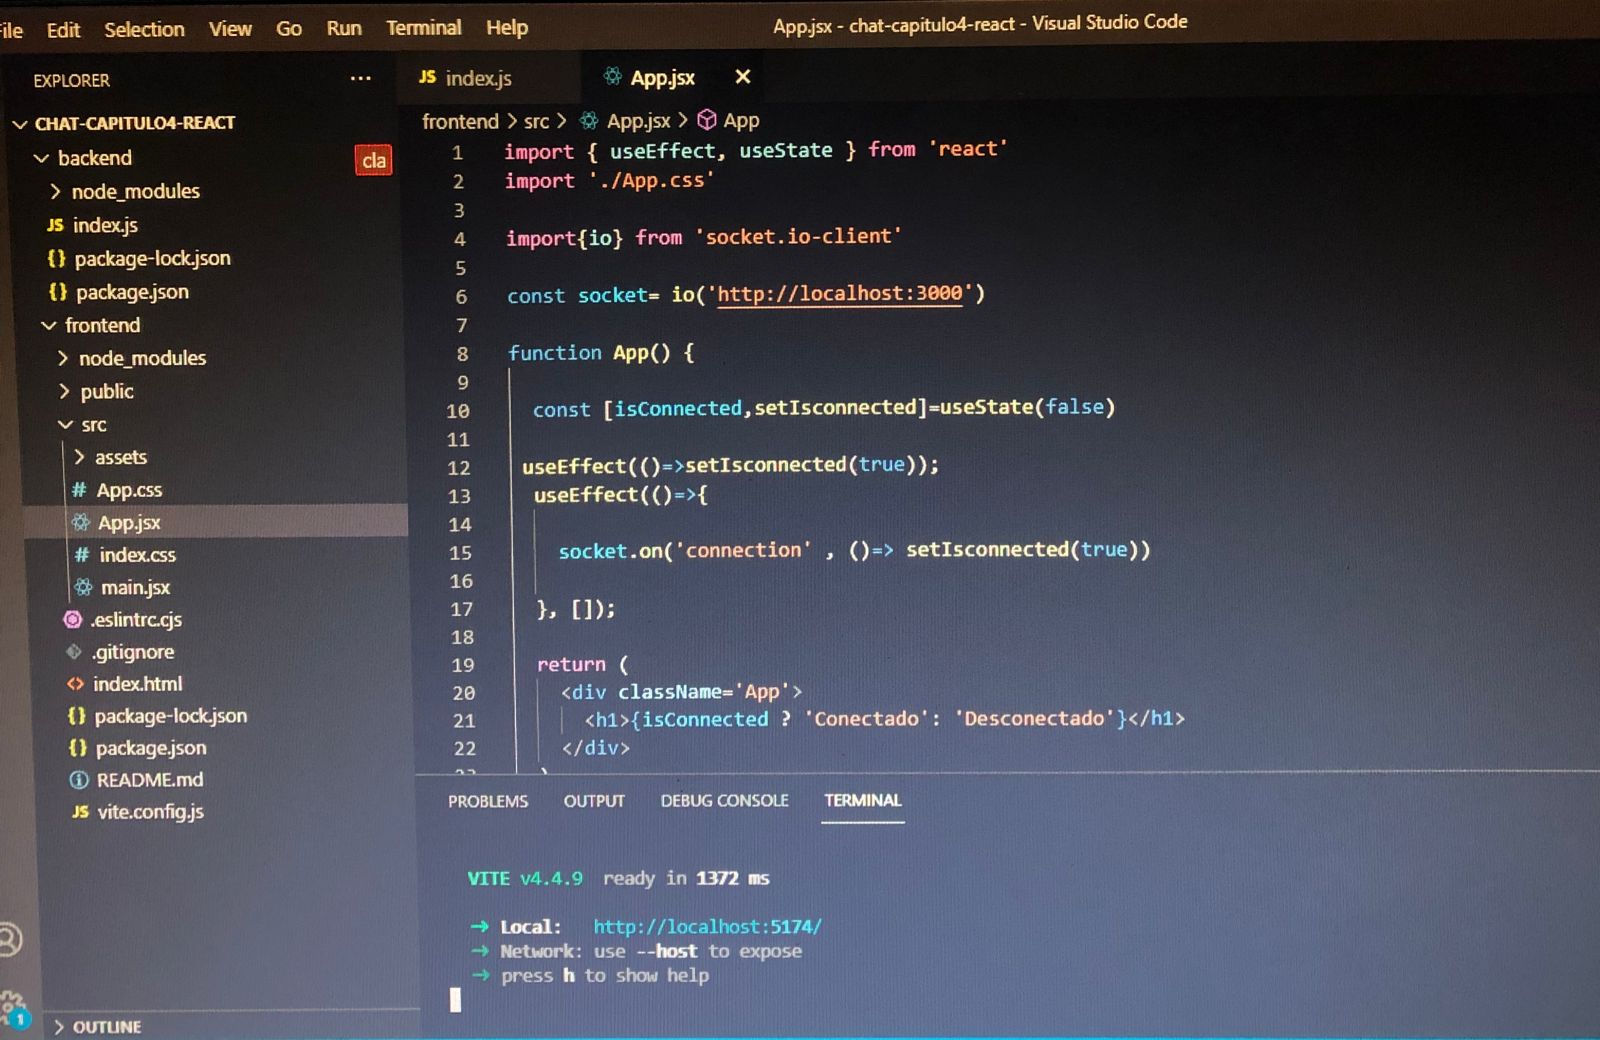 File Edit Selection View Go Run Terminal Help
App.jsx - chat-capitulo4-react - Visual Studio Code
EXPLORER ...
CHAT-CAPITULO4-REACT
backend
cla
node_modules
JS index.js
{} package-lock.json
{} package.json
frontend
node_modules
public
src
assets
# App.css
App.jsx
# index.css
main.jsx
.eslintrc.cjs
.gitignore
<> index.html
{} package-lock.json
{} package.json
README.md
JS vite.config.js
1
> OUTLINE
JS index.js
App.jsx ×
frontend > src > App.jsx > App
1 import { useEffect, useState } from 'react'
2 import './App.css'
3
4 import{io} from 'socket.io-client'
5
6 const socket= io('http://localhost:3000')
7
8 function App() {
9
10 const [isConnected,setIsconnected]=useState(false)
11
12 useEffect(()=>setIsconnected(true));
13 useEffect(()=>{
14
15 socket.on('connection' , ()=> setIsconnected(true))
16
17 }, []);
18
19 return (
20 <div className='App'>
21 <h1>{isConnected ? 'Conectado': 'Desconectado'}</h1>
22 </div>
PROBLEMS OUTPUT DEBUG CONSOLE TERMINAL
VITE v4.4.9 ready in 1372 ms
→ Local: http://localhost:5174/
→ Network: use --host to expose
→ press h to show help